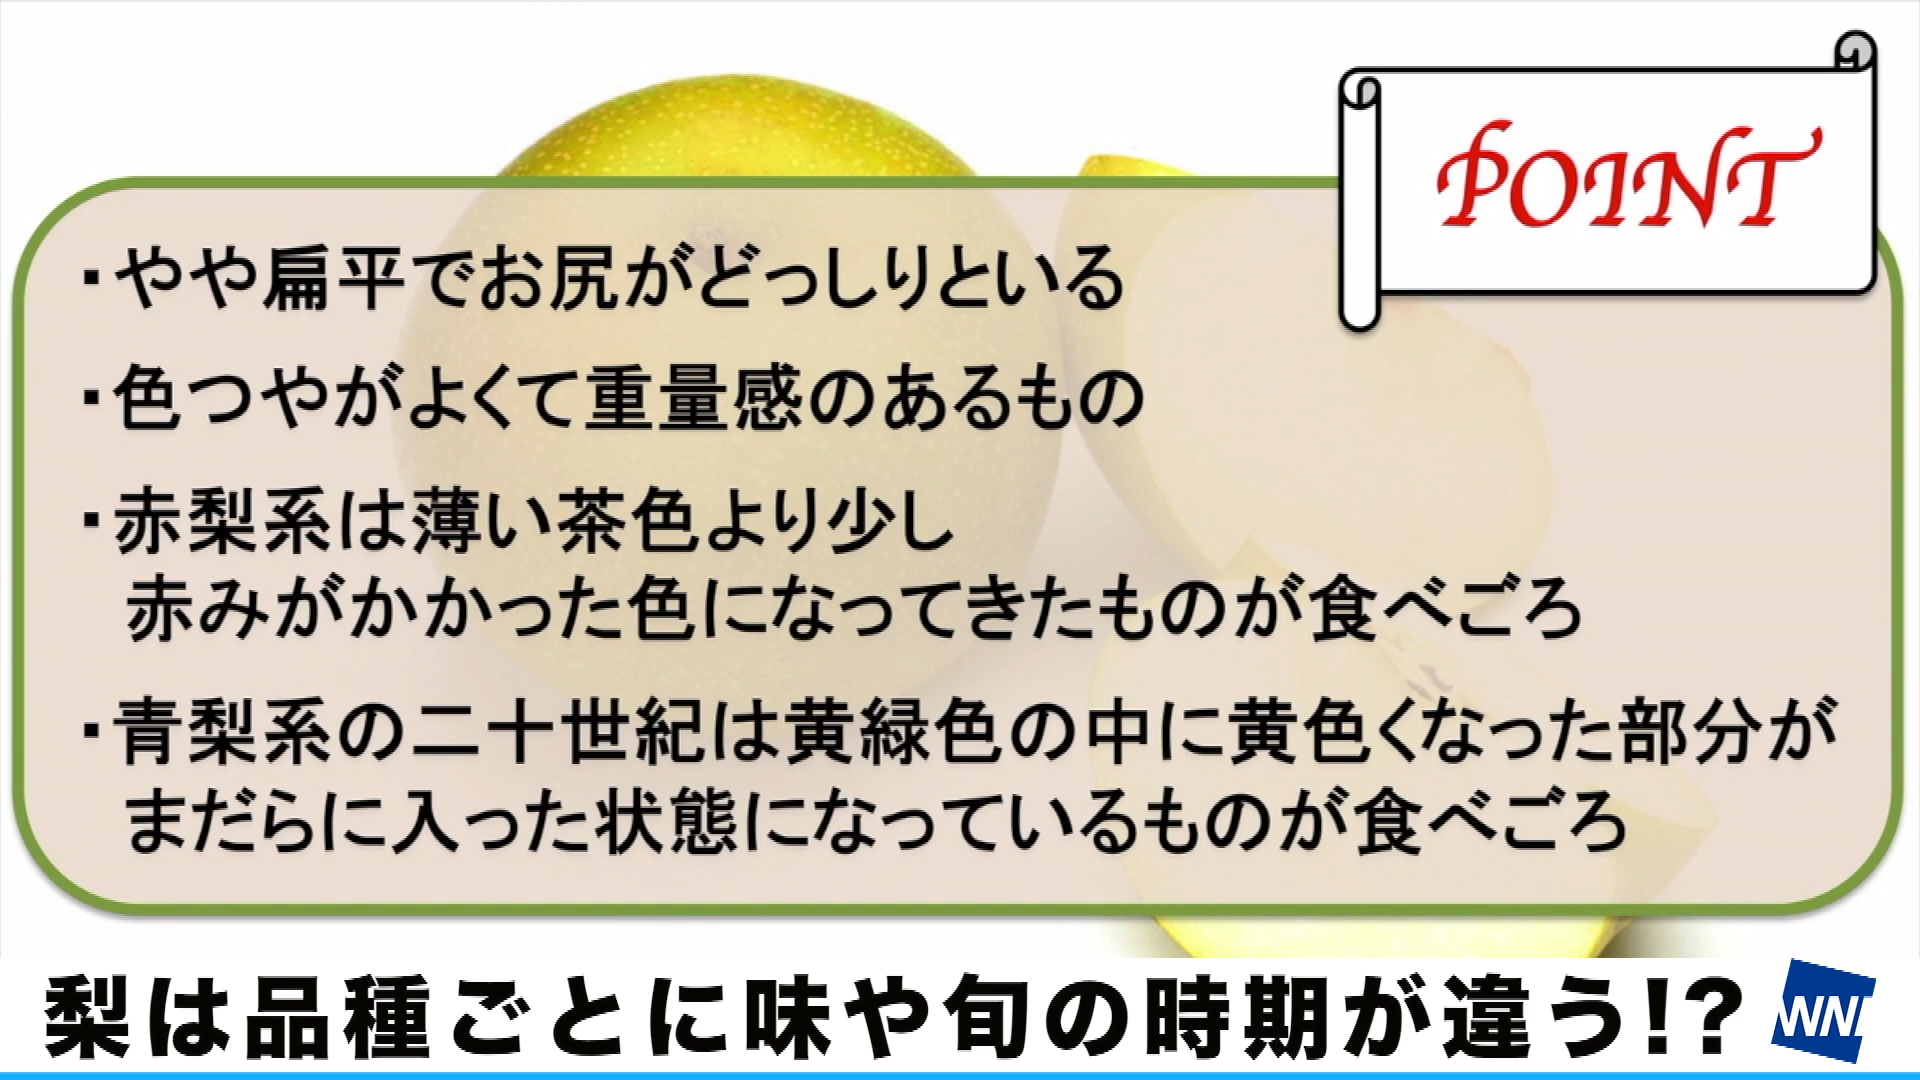 POINT
・やや扁平でお尻がどっしりといる
・色つやがよくて重量感のあるもの
・赤梨系は薄い茶色より少し
赤みがかかった色になってきたものが食べごろ
・青梨系の二十世紀は黄緑色の中に黄色くなった部分が
まだらに入った状態になっているものが食べごろ
梨は品種ごとに味や旬の時期が違う!?
WN